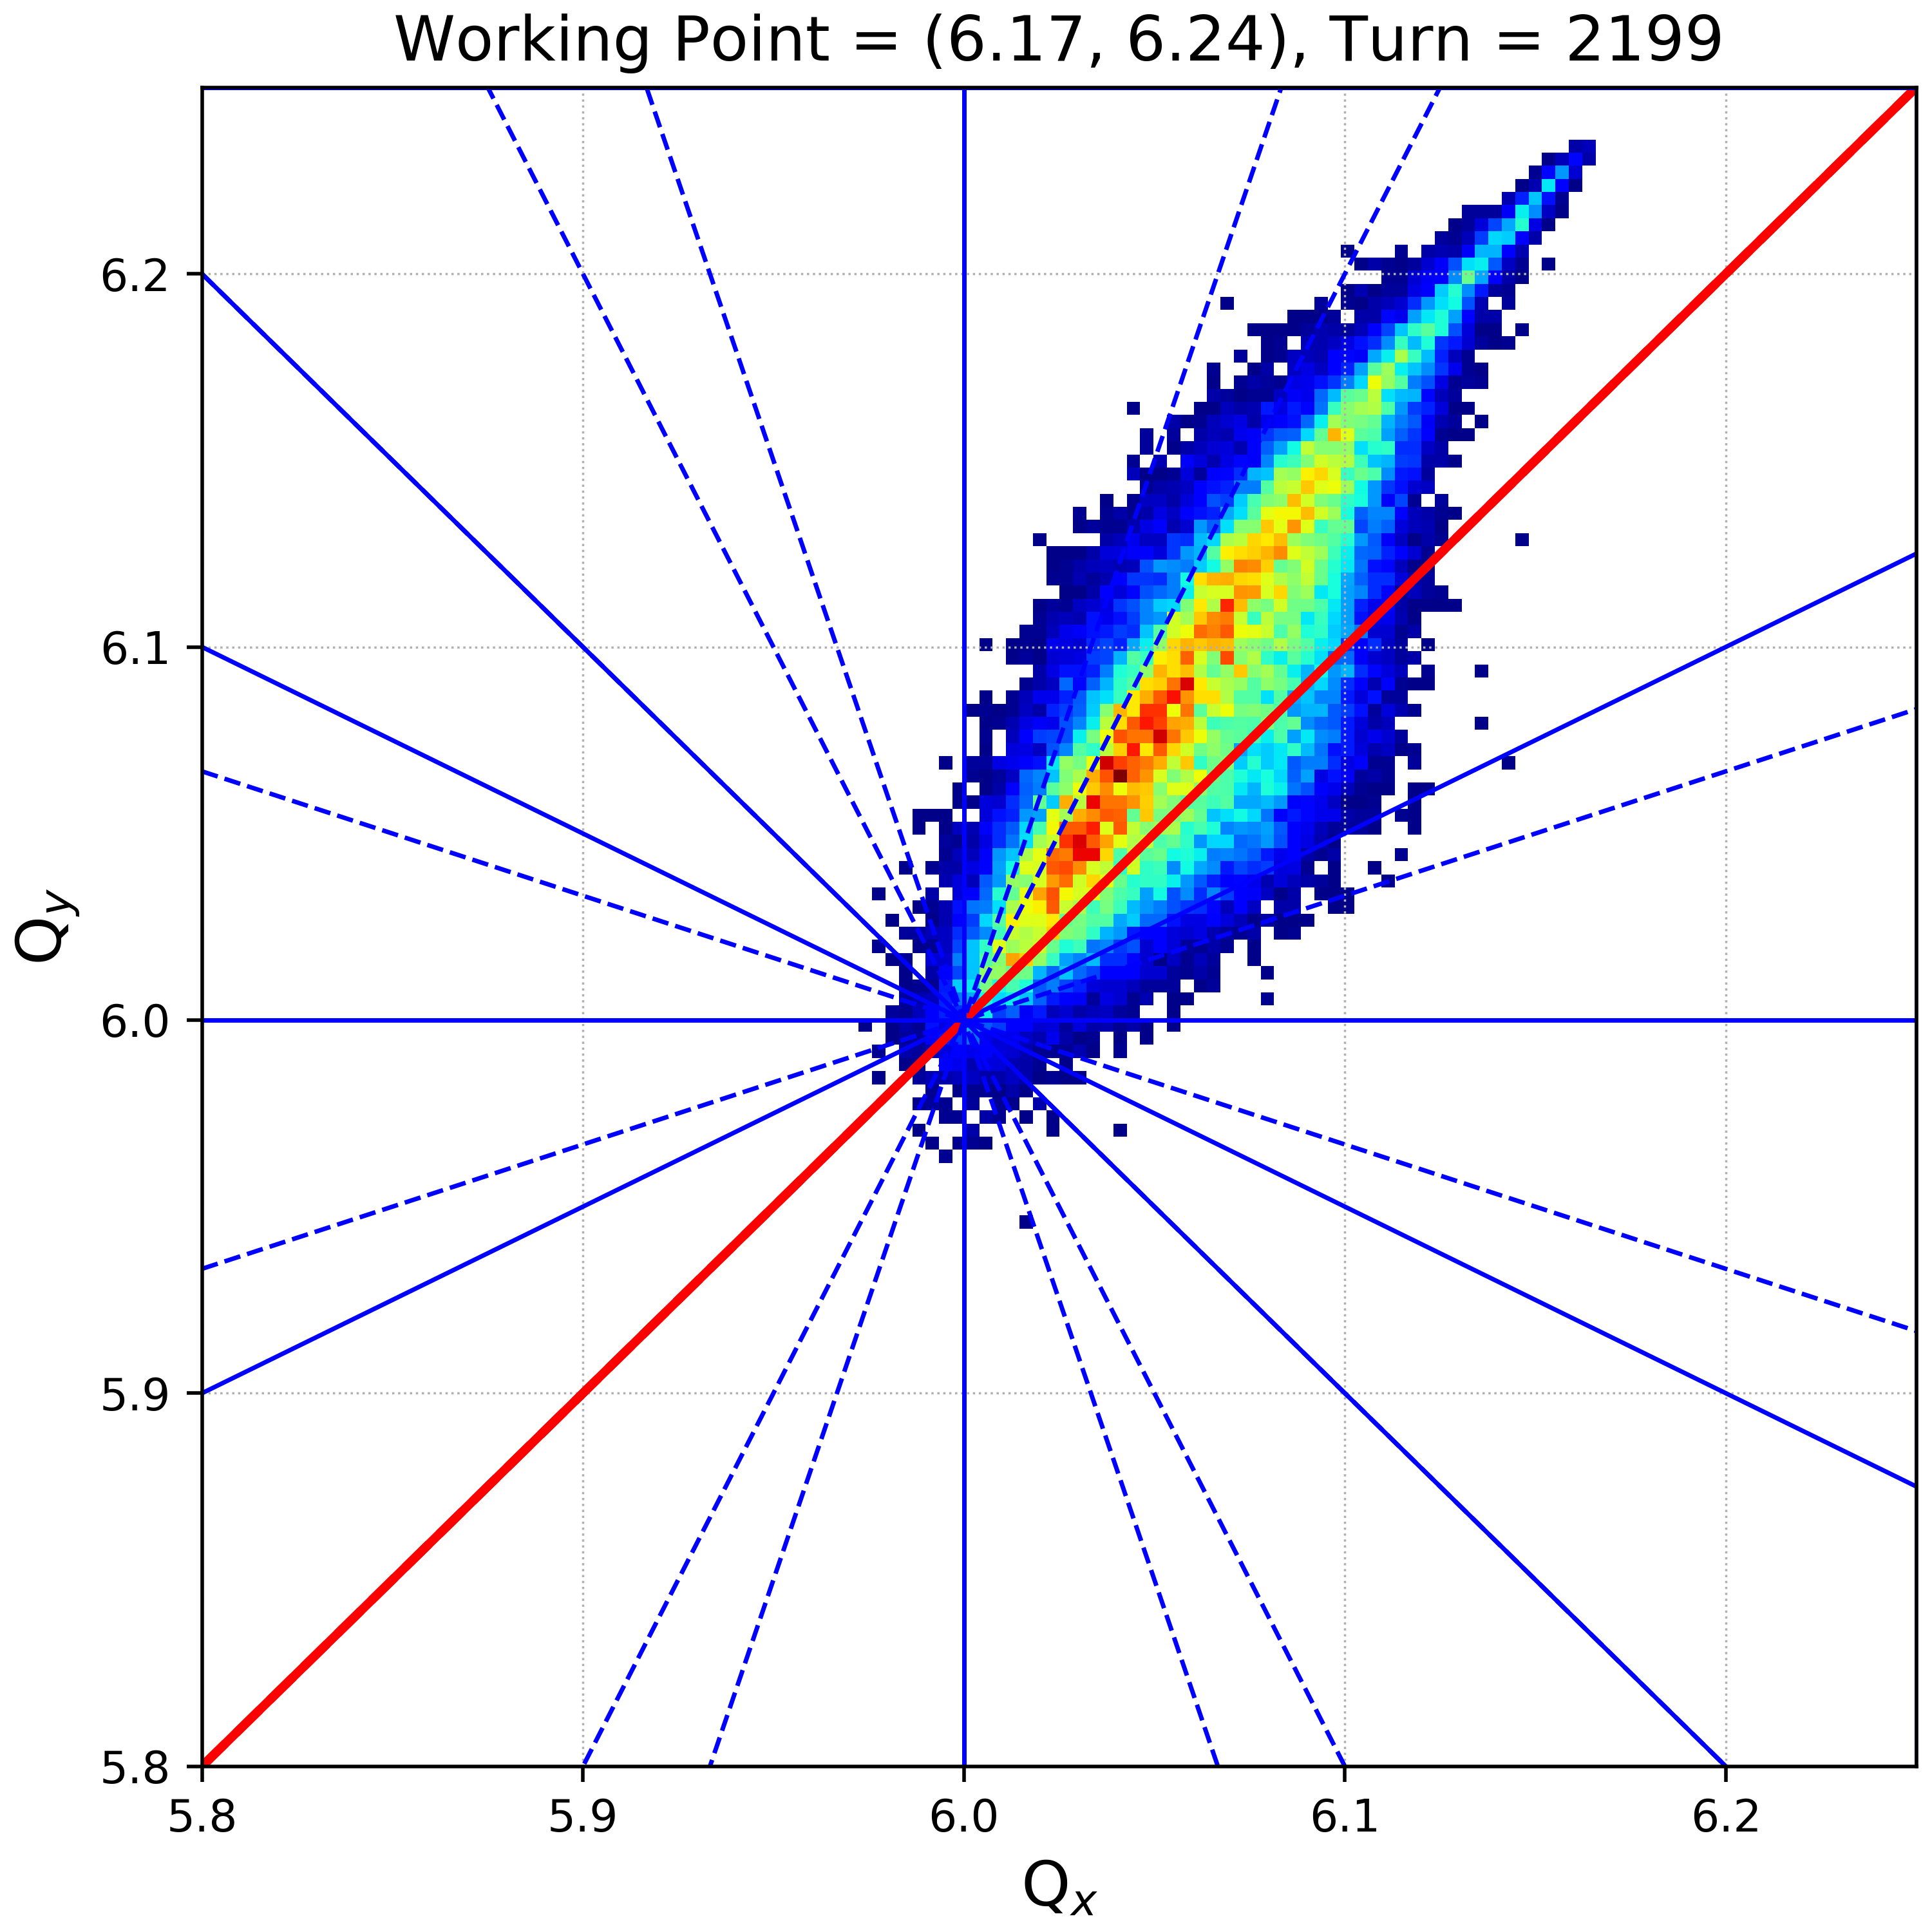 Working Point = (6.17, 6.24), Turn = 2199
6.2
6.1
6.0
5.9
5.8
Qy
5.8 5.9 6.0 6.1 6.2
Qx